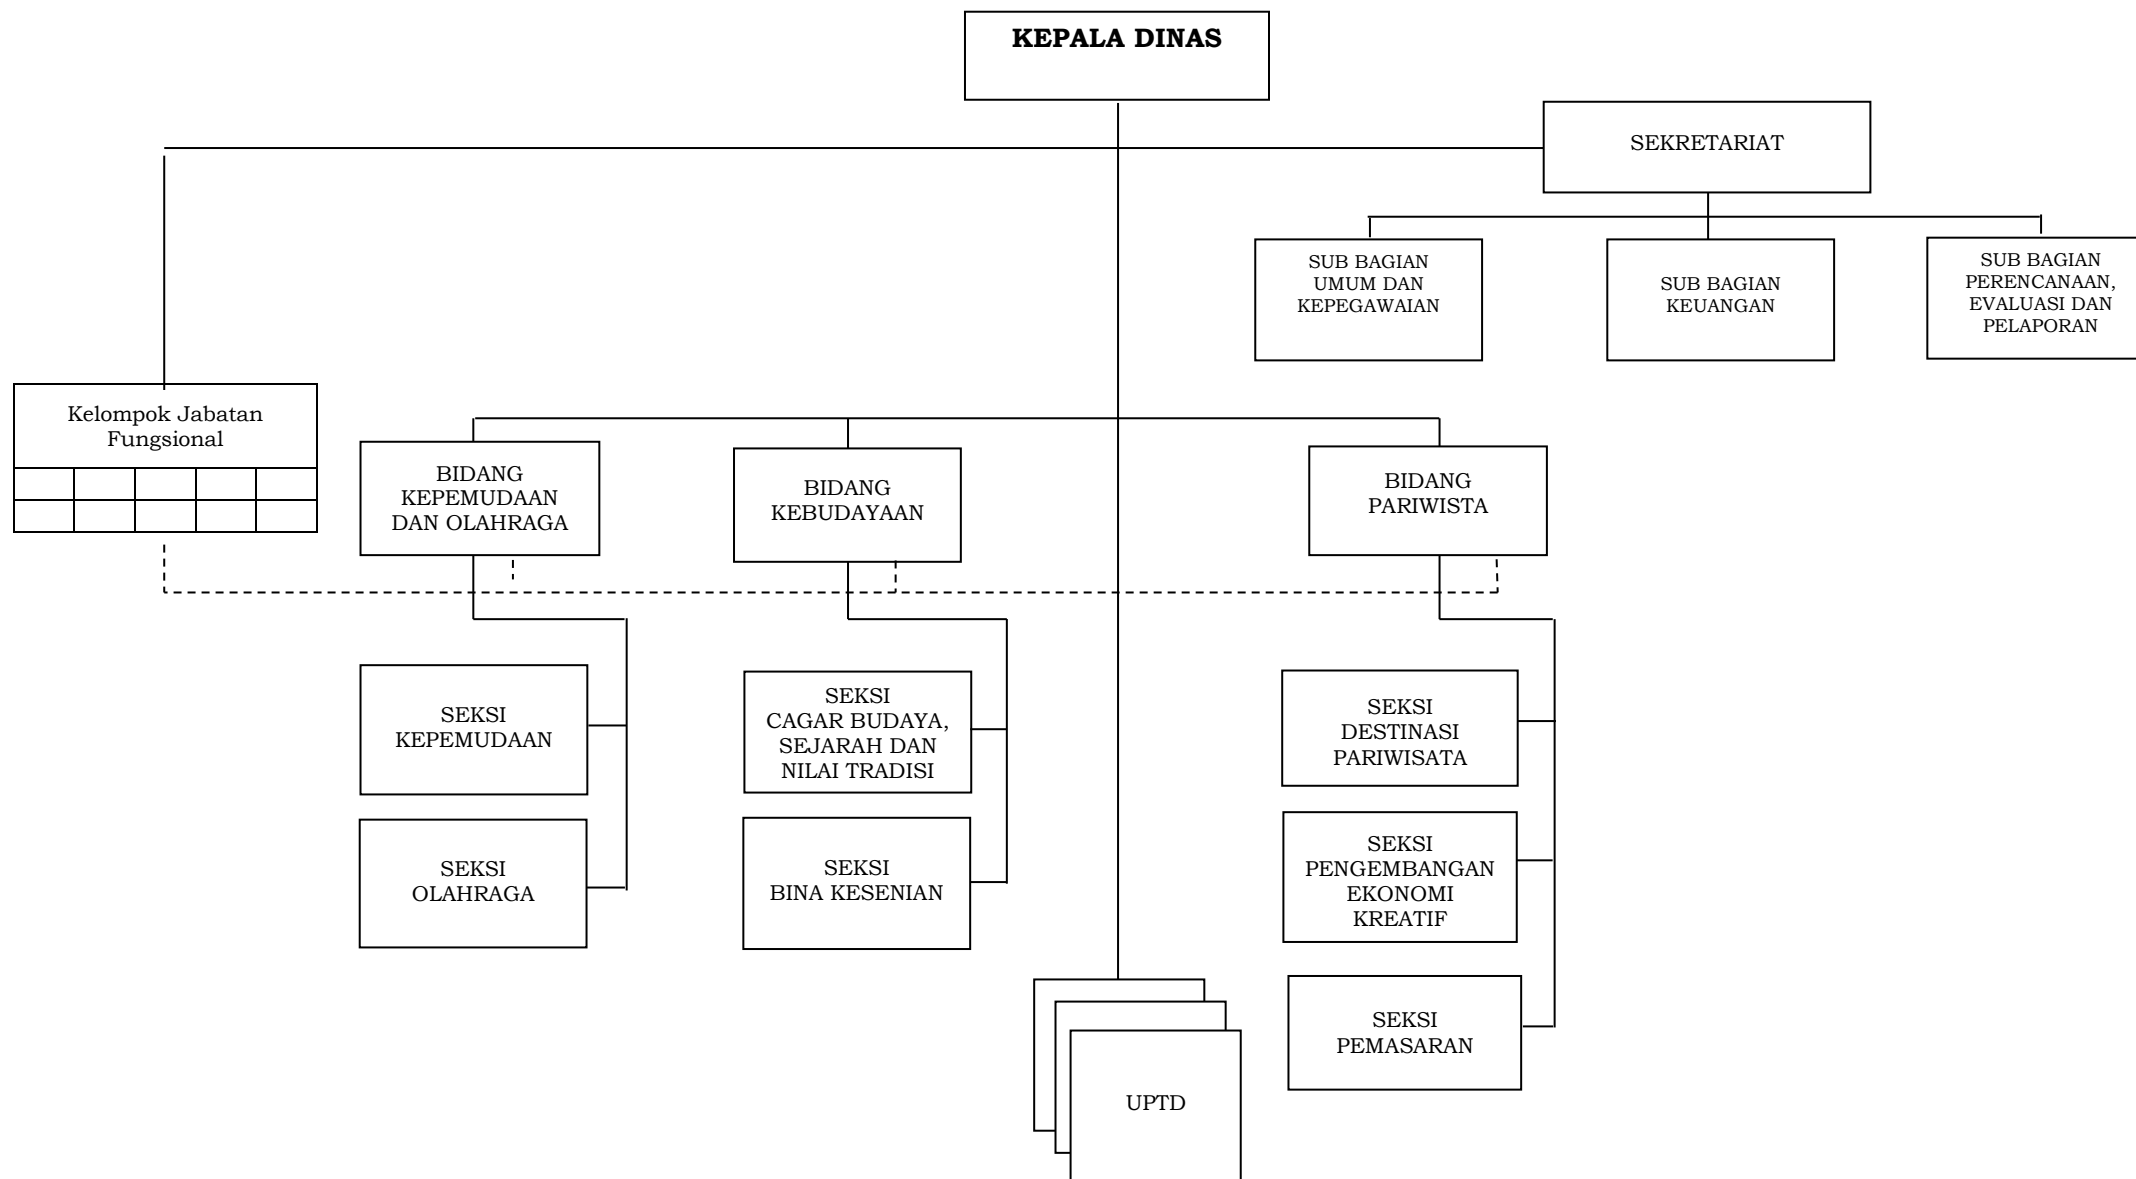 KEPALA DINAS
SEKRETARIAT
SUB BAGIAN
UMUM DAN
KEPEGAWAIAN
SUB BAGIAN
KEUANGAN
SUB BAGIAN
PERENCANAAN,
EVALUASI DAN
PELAPORAN
Kelompok Jabatan
Fungsional
BIDANG
KEPEMUDAAN
DAN OLAHRAGA
BIDANG
KEBUDAYAAN
BIDANG
PARIWISTA
SEKSI
KEPEMUDAAN
SEKSI
CAGAR BUDAYA,
SEJARAH DAN
NILAI TRADISI
SEKSI
DESTINASI
PARIWISATA
SEKSI
OLAHRAGA
SEKSI
BINA KESENIAN
SEKSI
PENGEMBANGAN
EKONOMI
KREATIF
SEKSI
PEMASARAN
UPTD